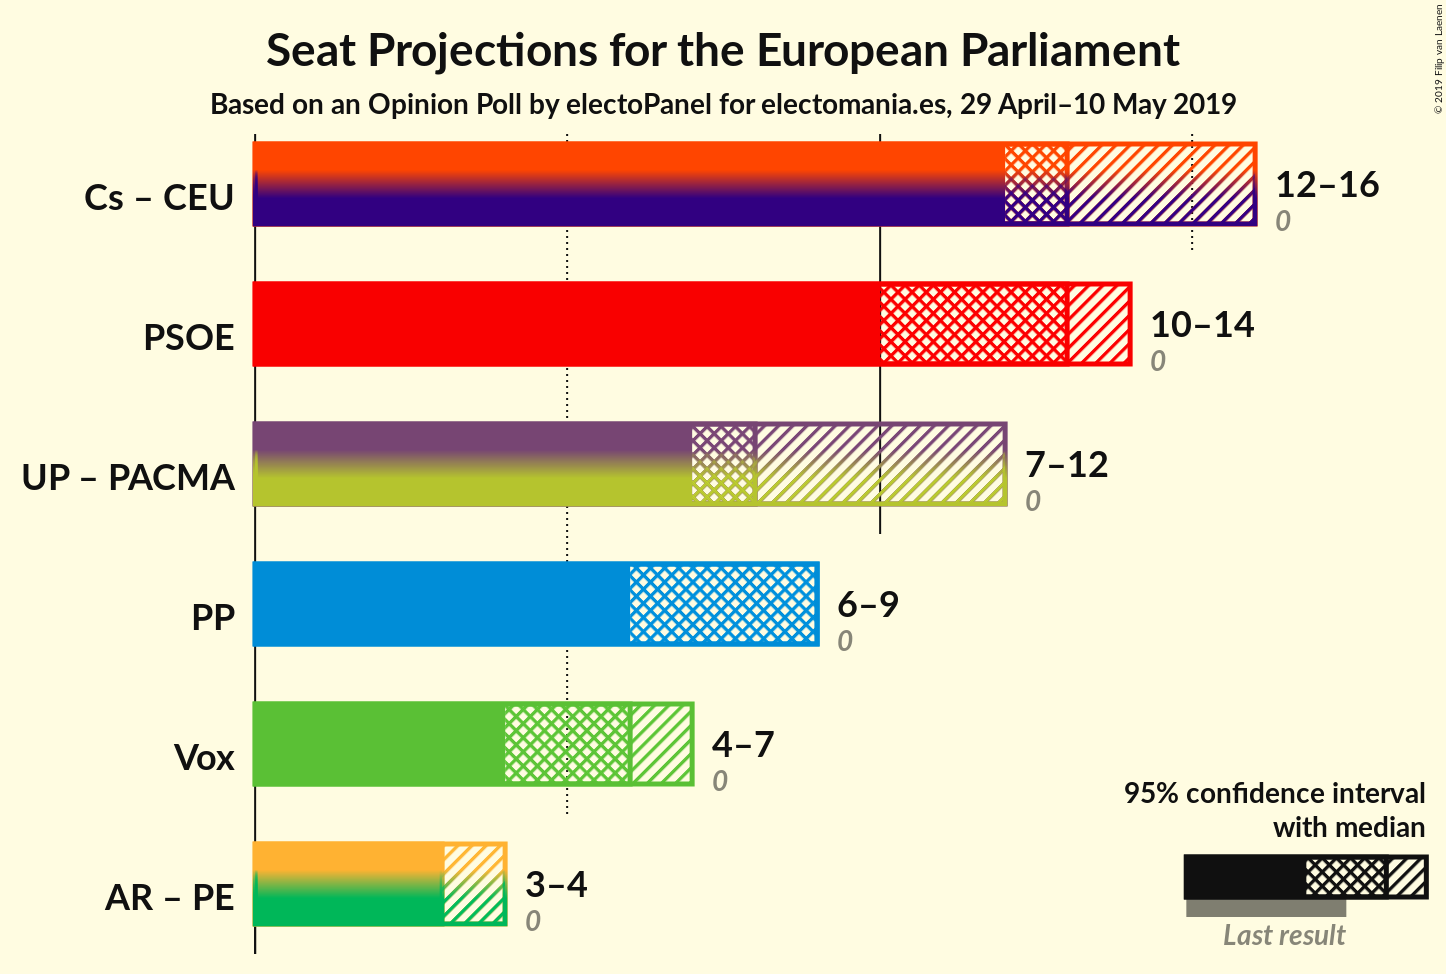 Seat Projections for the European Parliament
Based on an Opinion Poll by electoPanel for electomania.es, 29 April–10 May 2019
© 2019 Filip van Laenen
Cs – CEU
12–16
0
PSOE
10–14
0
UP – PACMA
7–12
0
PP
6–9
0
Vox
4–7
0
AR – PE
3–4
0
95% confidence interval
with median
Last result